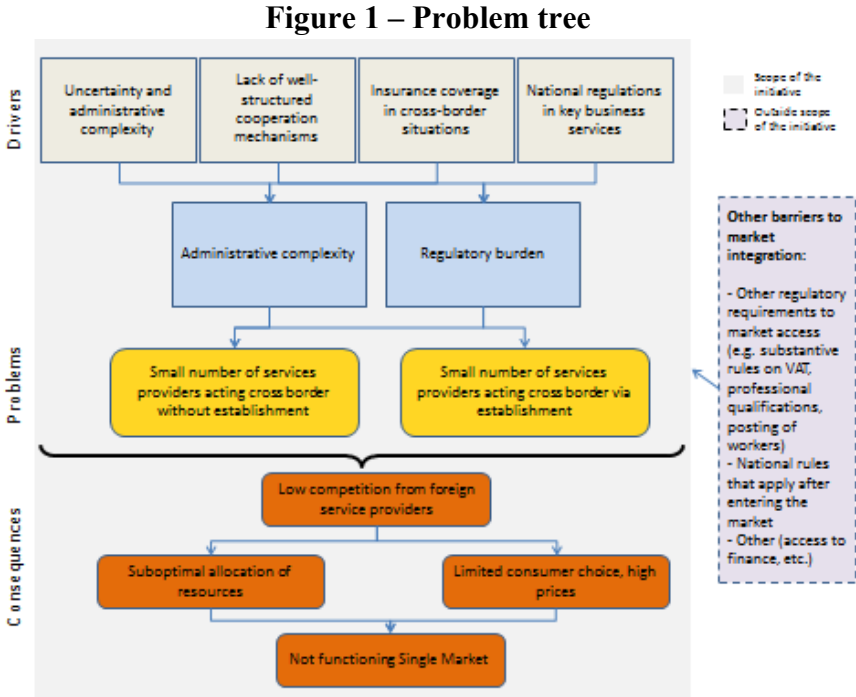 Figure 1 – Problem tree
Drivers
Uncertainty and
administrative
complexity
Lack of well-
structured
cooperation
mechanisms
Insurance coverage
in cross-border
situations
National regulations
in key business
services
Scope of the
initiative
Outside scope
of the initiative
Administrative complexity
Regulatory burden
Problems
Small number of services
providers acting cross border
without establishment
Small number of services
providers acting cross border via
establishment
Other barriers to
market
integration:
- Other regulatory
requirements to
market access
(e.g. substantive
rules on VAT,
professional
qualifications,
posting of
workers)
- National rules
that apply after
entering the
market
- Other (access to
finance, etc.)
Consequences
Low competition from foreign
service providers
Suboptimal allocation of
resources
Limited consumer choice, high
prices
Not functioning Single Market